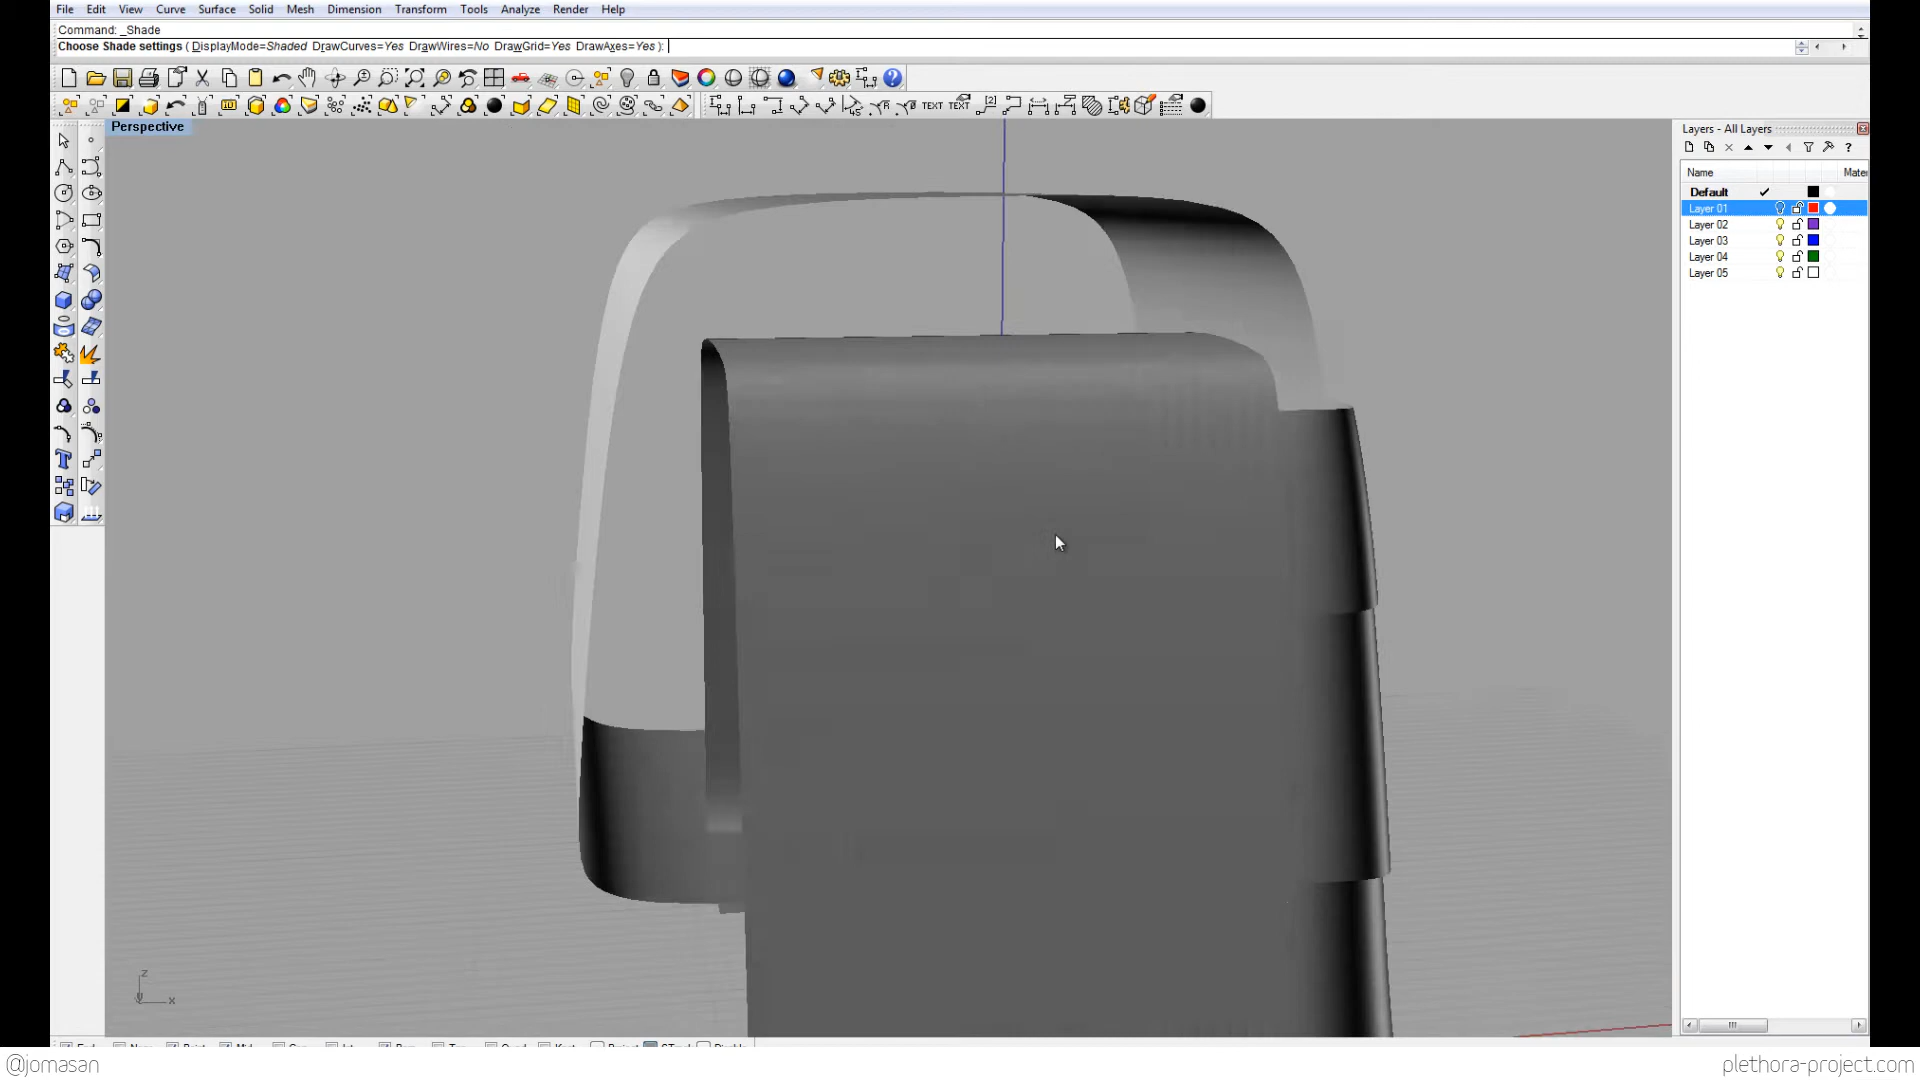 File Edit View Curve Surface Solid Mesh Dimension Transform Tools Analyze Render Help
Command: _Shade
Choose Shade settings ( DisplayMode=Shaded DrawCurves=Yes DrawWires=No DrawGrid=Yes DrawAxes=Yes ):
TEXT TEXT
Perspective
Layers - All Layers
Name Mater
Default
Layer 01
Layer 02
Layer 03
Layer 04
Layer 05
z
x
@jomasan
plethora-project.com